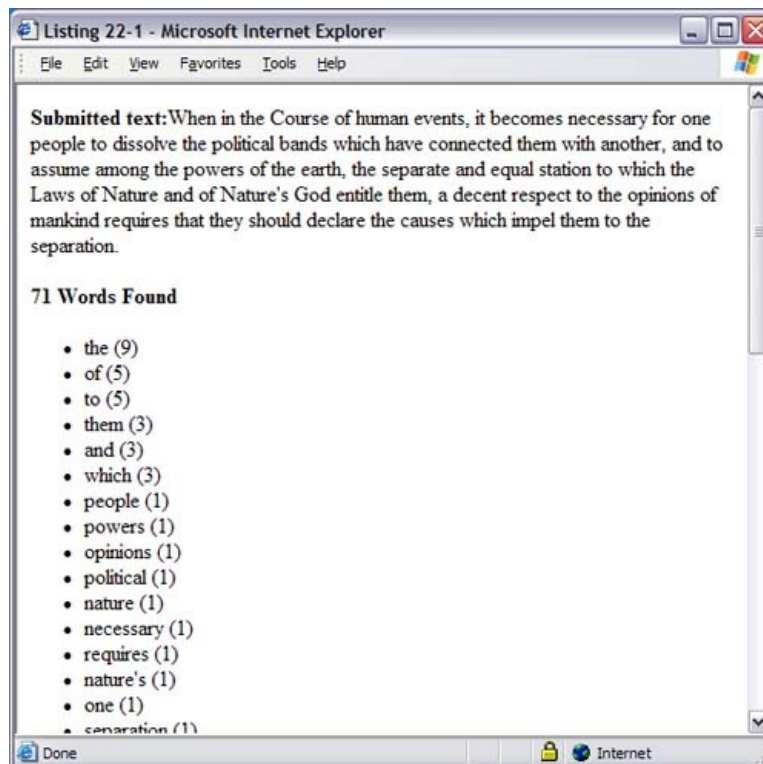 Listing 22-1 - Microsoft Internet Explorer
File Edit View Favorites Tools Help
Submitted text:When in the Course of human events, it becomes necessary for one
people to dissolve the political bands which have connected them with another, and to
assume among the powers of the earth, the separate and equal station to which the
Laws of Nature and of Nature's God entitle them, a decent respect to the opinions of
mankind requires that they should declare the causes which impel them to the
separation.
71 Words Found
• the (9)
• of (5)
• to (5)
• them (3)
• and (3)
• which (3)
• people (1)
• powers (1)
• opinions (1)
• political (1)
• nature (1)
• necessary (1)
• requires (1)
• nature's (1)
• one (1)
• separation (1)
Done Internet